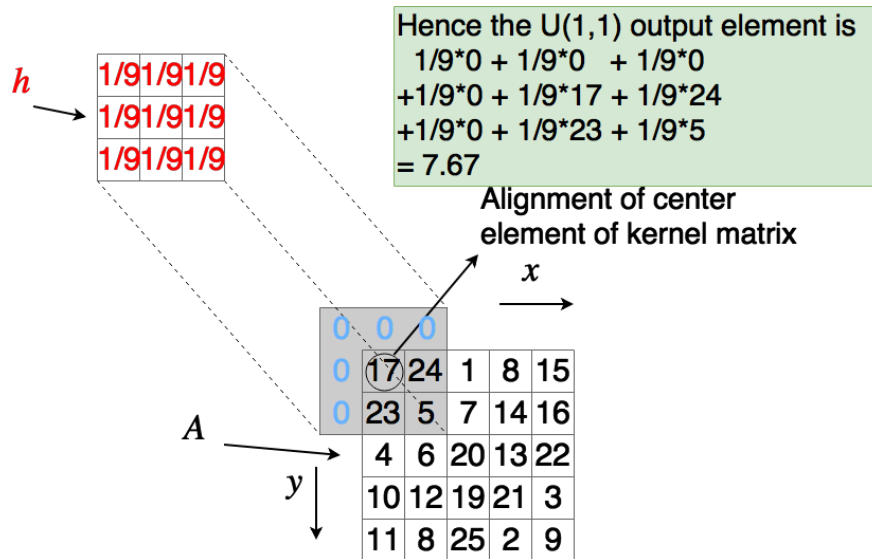 Hence the U(1,1) output element is
1/9*0 + 1/9*0 + 1/9*0
+1/9*0 + 1/9*17 + 1/9*24
+1/9*0 + 1/9*23 + 1/9*5
= 7.67
h
1/9 1/9 1/9
1/9 1/9 1/9
1/9 1/9 1/9
Alignment of center
element of kernel matrix
x
0 0 0
0 17 24 1 8 15
0 23 5 7 14 16
A
4 6 20 13 22
y
10 12 19 21 3
11 8 25 2 9